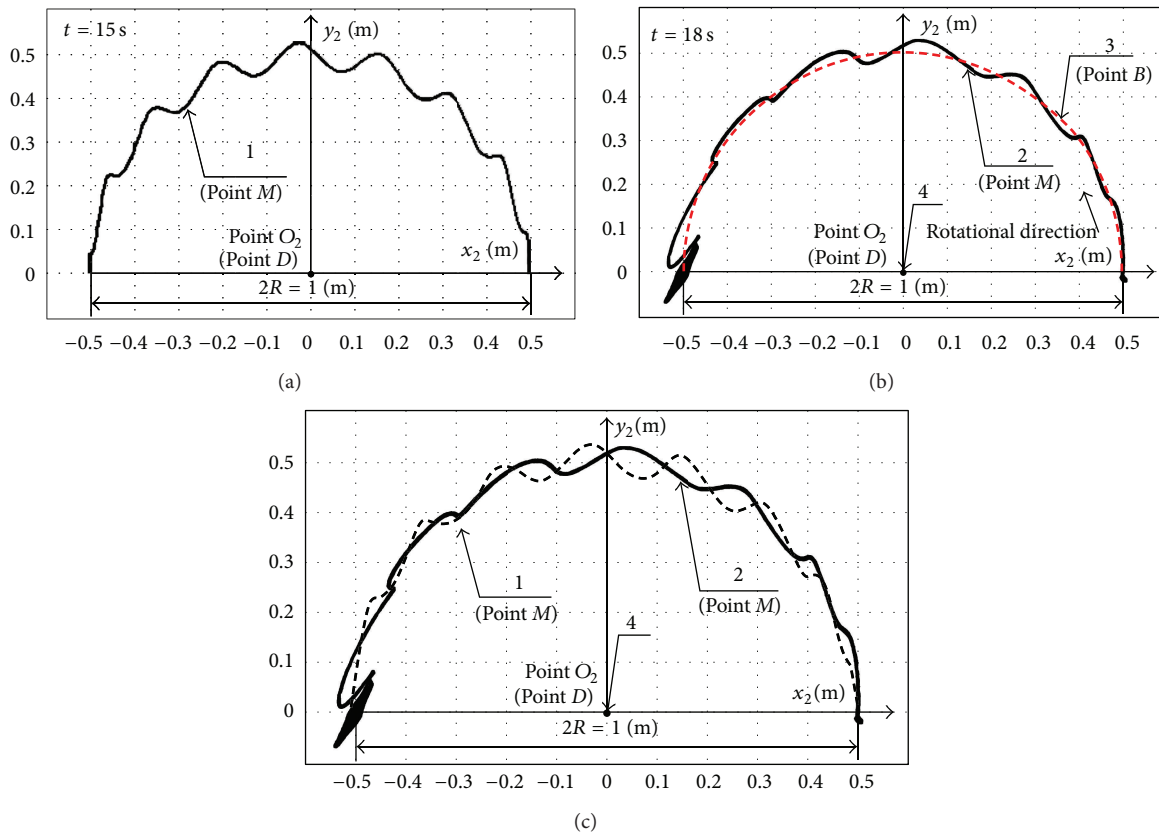 t = 15 s
y₂ (m)
0.5
0.4
0.3
0.2
0.1
0
1
(Point M)
Point O₂
(Point D)
x₂ (m)
2R = 1 (m)
−0.5 −0.4 −0.3 −0.2 −0.1 0 0.1 0.2 0.3 0.4 0.5
(a)
t = 18 s
y₂ (m)
0.5
0.4
0.3
0.2
0.1
0
3
(Point B)
2
(Point M)
4
Point O₂
(Point D)
Rotational direction
x₂ (m)
2R = 1 (m)
−0.5 −0.4 −0.3 −0.2 −0.1 0 0.1 0.2 0.3 0.4 0.5
(b)
y₂(m)
0.5
0.4
0.3
0.2
0.1
0
1
(Point M)
2
(Point M)
4
Point O₂
(Point D)
x₂(m)
2R = 1 (m)
−0.5 −0.4 −0.3 −0.2 −0.1 0 0.1 0.2 0.3 0.4 0.5
(c)